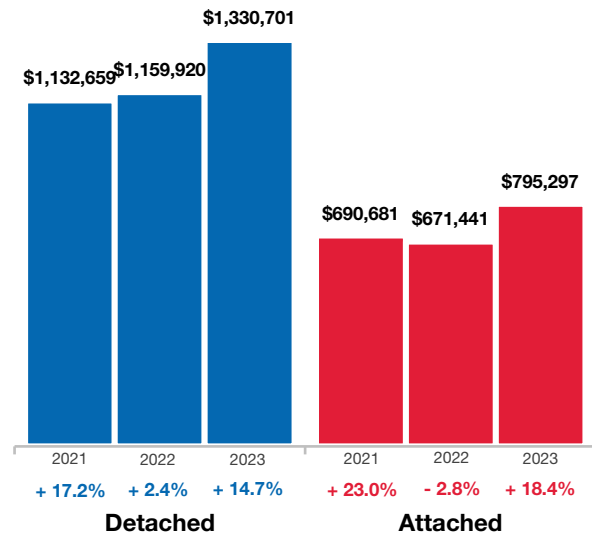 $1,330,701
$1,132,659 $1,159,920
$795,297
$690,681 $671,441
2021 2022 2023 2021 2022 2023
+ 17.2% + 2.4% + 14.7% + 23.0% - 2.8% + 18.4%
Detached Attached